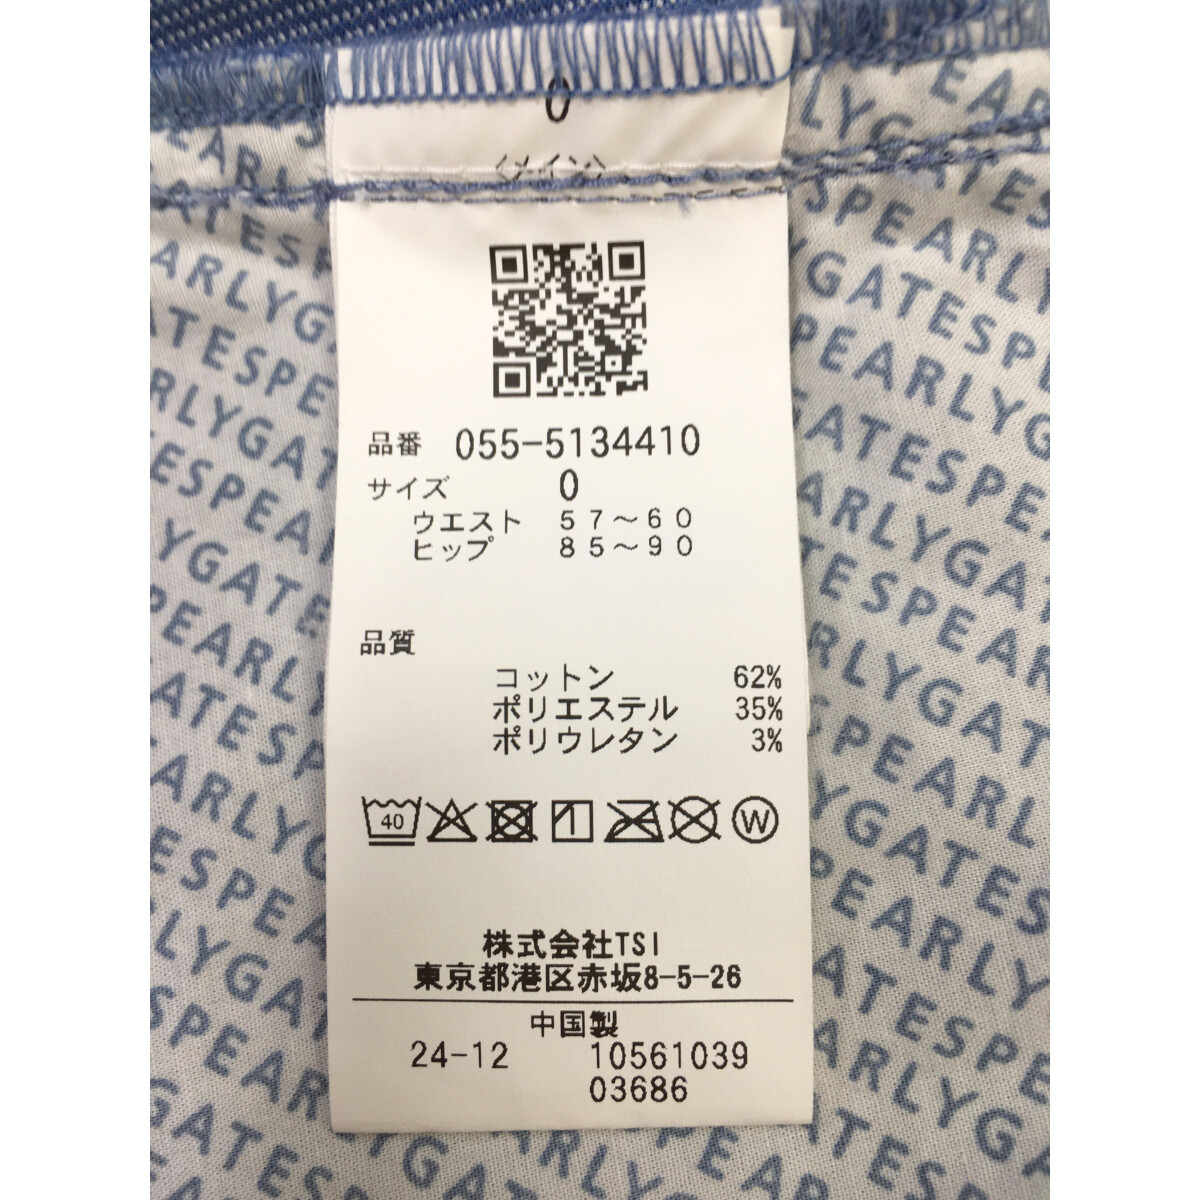 0
〈メイン〉
品番 055-5134410
サイズ 0
ウエスト 57～60
ヒップ 85～90
品質
コットン 62%
ポリエステル 35%
ポリウレタン 3%
40
W
株式会社TSI
東京都港区赤坂8-5-26
中国製
24-12 10561039
03686
PEARLYGATES